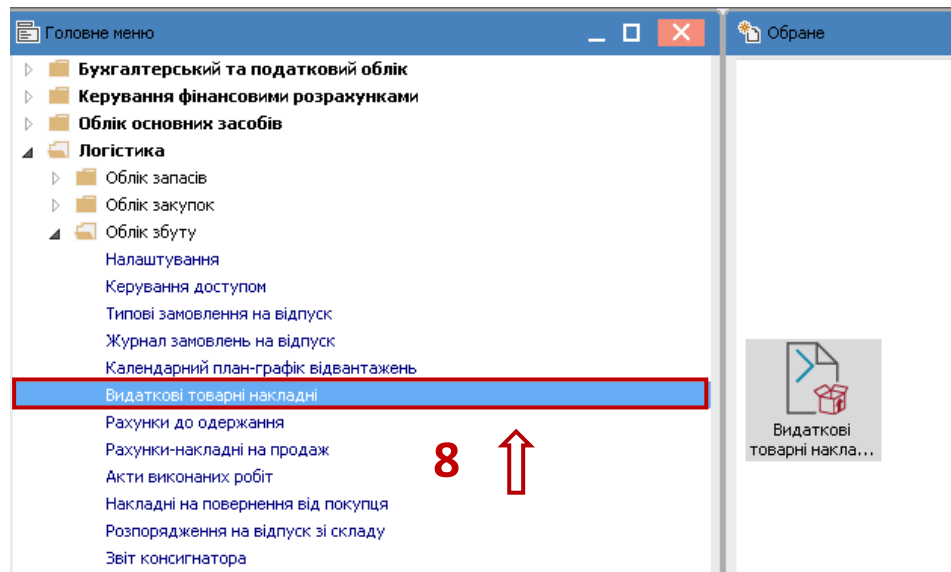 Головне меню
Бухгалтерський та податковий облік
Керування фінансовими розрахунками
Облік основних засобів
Логістика
Облік запасів
Облік закупок
Облік збуту
Налаштування
Керування доступом
Типові замовлення на відпуск
Журнал замовлень на відпуск
Календарний план-графік відвантажень
Видаткові товарні накладні
Рахунки до одержання
Рахунки-накладні на продаж
Акти виконаних робіт
Накладні на повернення від покупця
Розпорядження на відпуск зі складу
Звіт консигнатора
8
Обране
Видаткові
товарні накла...